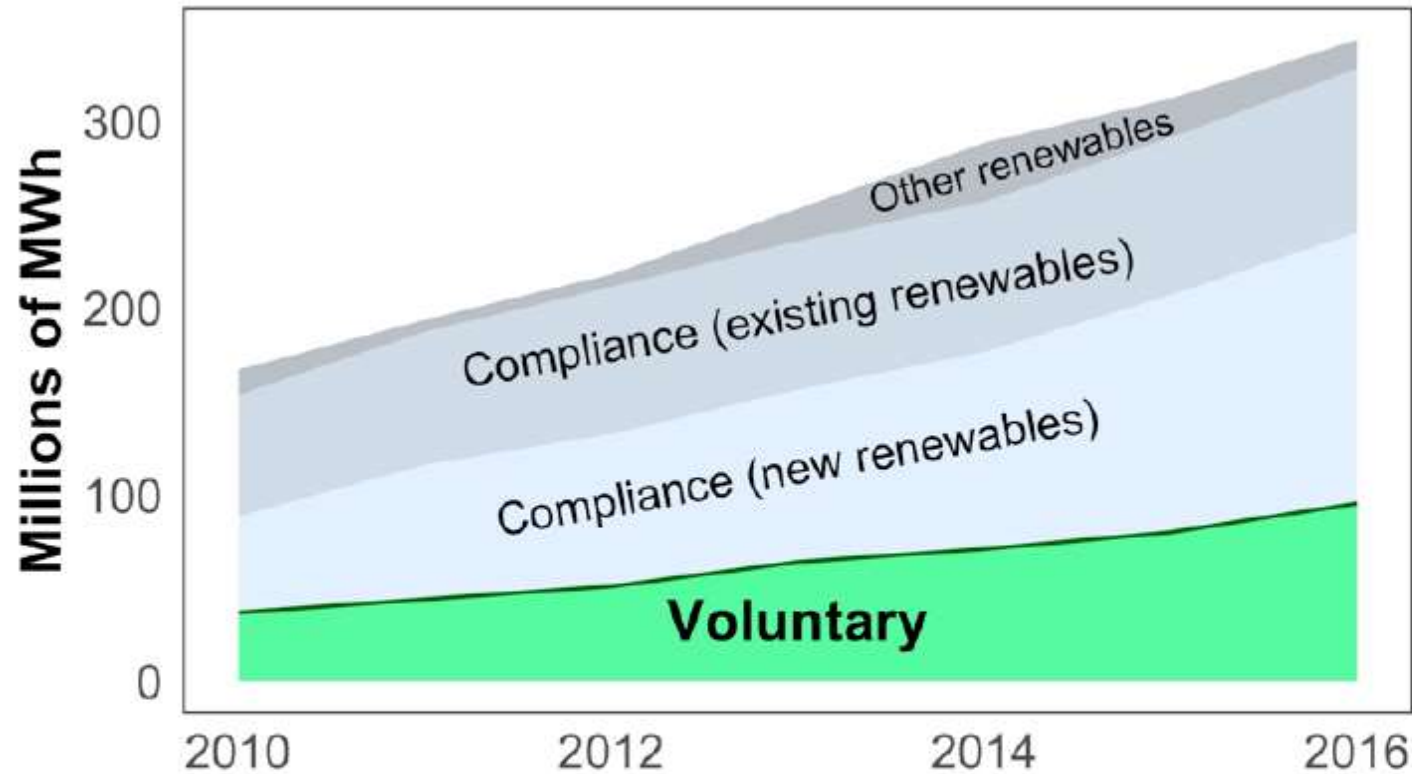 Millions of MWh
300
200
100
0
Other renewables
Compliance (existing renewables)
Compliance (new renewables)
Voluntary
2010 2012 2014 2016